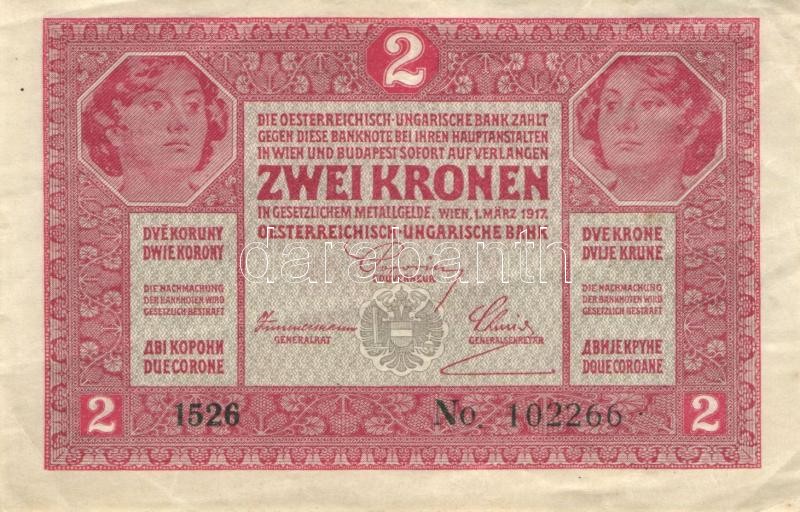 2
DIE OESTERREICHISCH-UNGARISCHE BANK ZAHLT
GEGEN DIESE BANKNOTE BEI IHREN HAUPTANSTALTEN
IN WIEN UND BUDAPEST SOFORT AUF VERLANGEN
ZWEI KRONEN
IN GESETZLICHEM METALLGELDE. WIEN, 1. MÄRZ 1917.
OESTERREICHISCH-UNGARISCHE BANK
darabanth
GOUVERNEUR
Zimmermann
GENERALRAT
GENERALSEKRETÄR
DVĚ KORUNY
DWIE KORONY
DIE NACHMACHUNG
DER BANKNOTEN WIRD
GESETZLICH BESTRAFT
ДВІ КОРОНИ
DUE CORONE
DVE KRONE
DVIJE KRUNE
DIE NACHMACHUNG
DER BANKNOTEN WIRD
GESETZLICH BESTRAFT
ДВИЈЕ КРУНЕ
DOUE COROANE
2
1526
No. 102266
2